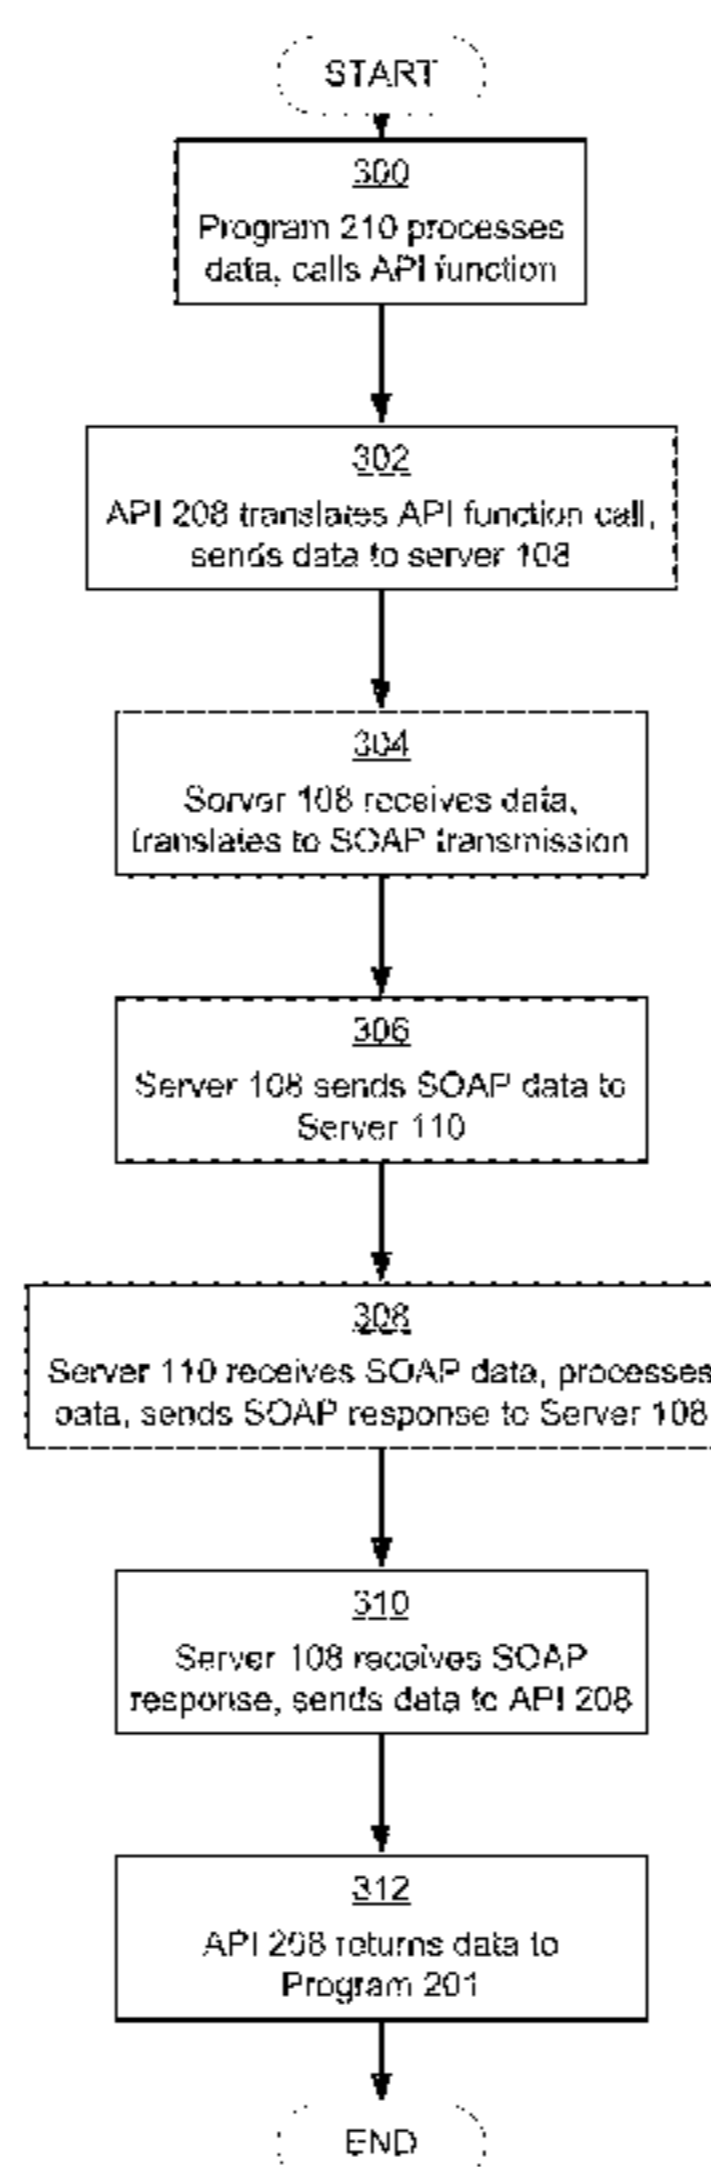 START
300
Program 210 processes
data, calls API function
302
API 208 translates API function call,
sends data to server 108
304
Server 108 receives data,
translates to SOAP transmission
306
Server 108 sends SOAP data to
Server 110
308
Server 110 receives SOAP data, processes
data, sends SOAP response to Server 108
310
Server 108 receives SOAP
response, sends data to API 208
312
API 208 returns data to
Program 201
END